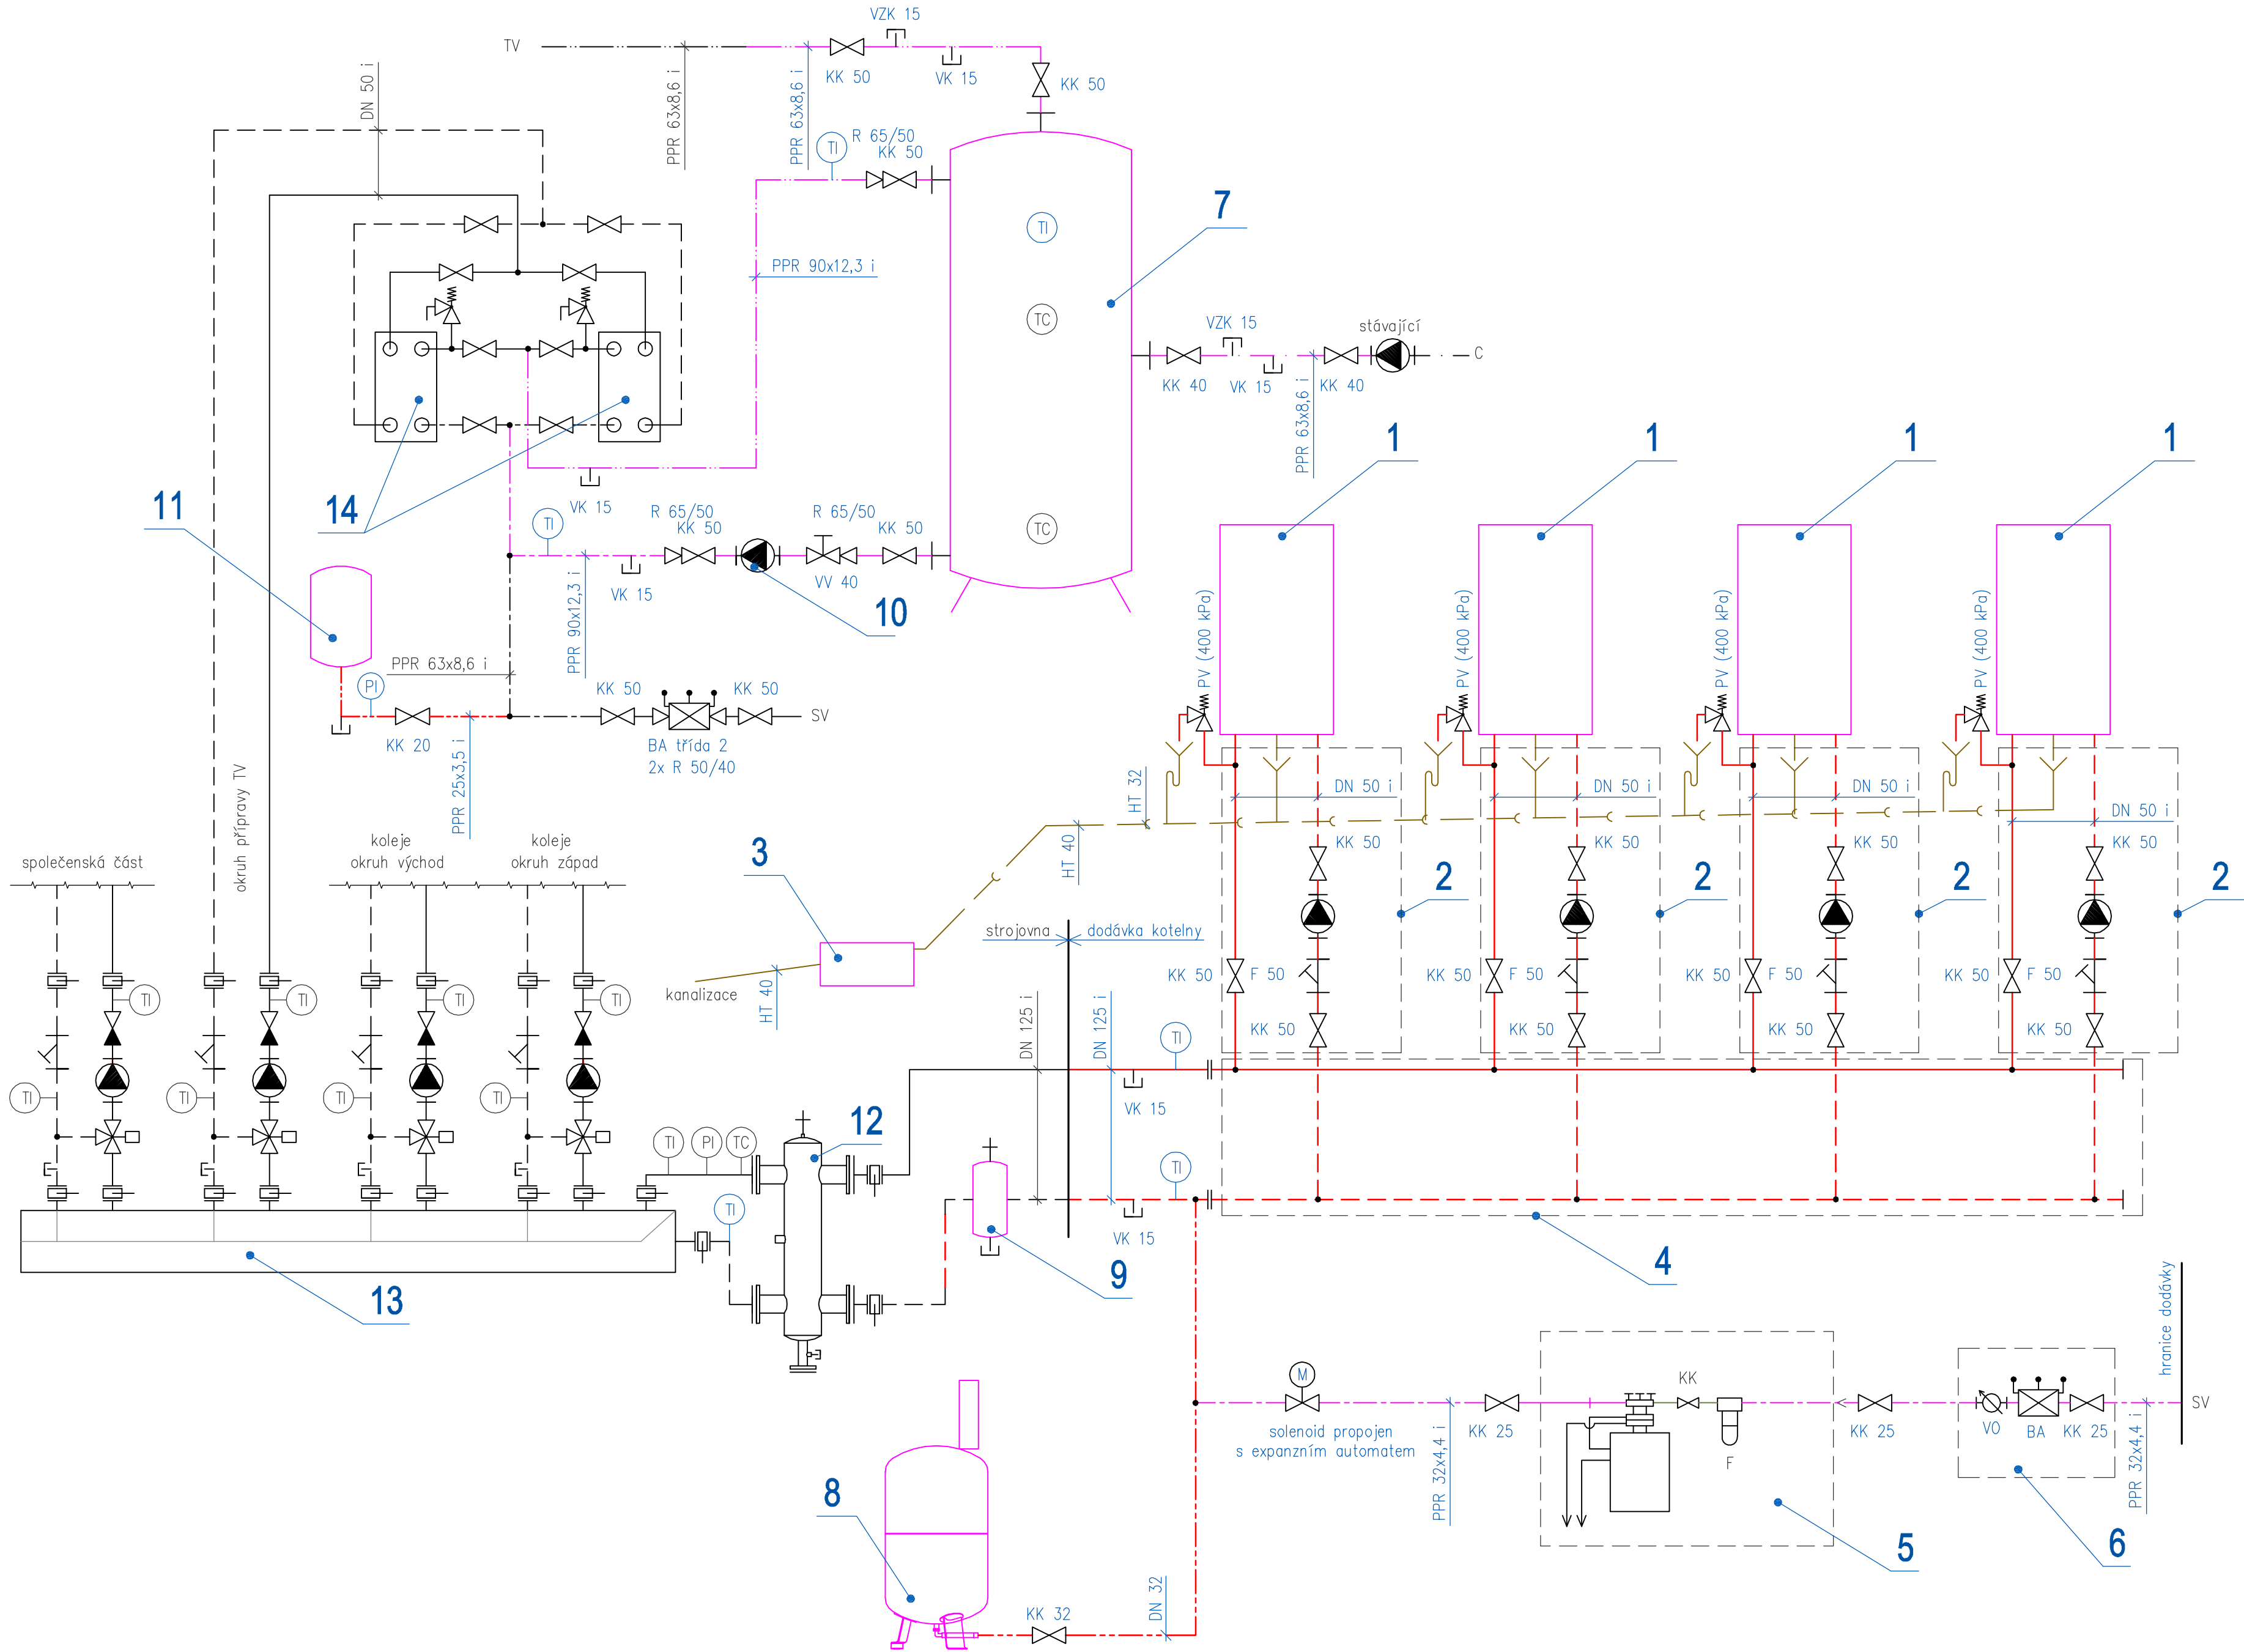 VZK 15
TV
KK 50
VK 15
KK 50
DN 50 i
PPR 63x8,6 i
PPR 63x8,6 i
TI
R 65/50
KK 50
7
TI
PPR 90x12,3 i
TC
VZK 15
stávající
C
KK 40
VK 15
KK 40
PPR 63x8,6 i
1
1
1
1
11
14
VK 15
TI
R 65/50
KK 50
R 65/50
KK 50
TC
VK 15
VV 40
10
PPR 90x12,3 i
PV (400 kPa)
PV (400 kPa)
PV (400 kPa)
PV (400 kPa)
PPR 63x8,6 i
PI
KK 50
KK 50
SV
KK 20
BA třída 2
2x R 50/40
PPR 25x3,5 i
okruh přípravy TV
HT 32
DN 50 i
DN 50 i
DN 50 i
DN 50 i
společenská část
koleje
okruh východ
koleje
okruh západ
3
HT 40
KK 50
KK 50
KK 50
KK 50
2
2
2
2
strojovna
dodávka kotelny
KK 50
F 50
KK 50
F 50
KK 50
F 50
KK 50
F 50
kanalizace
HT 40
TI
TI
TI
TI
DN 125 i
DN 125 i
TI
KK 50
KK 50
KK 50
KK 50
TI
TI
TI
TI
VK 15
12
TI
PI
TC
TI
TI
VK 15
9
4
13
hranice dodávky
M
KK
solenoid propojen
s expanzním automatem
KK 25
F
KK 25
VO
BA
KK 25
SV
PPR 32x4,4 i
PPR 32x4,4 i
8
5
6
KK 32
DN 32